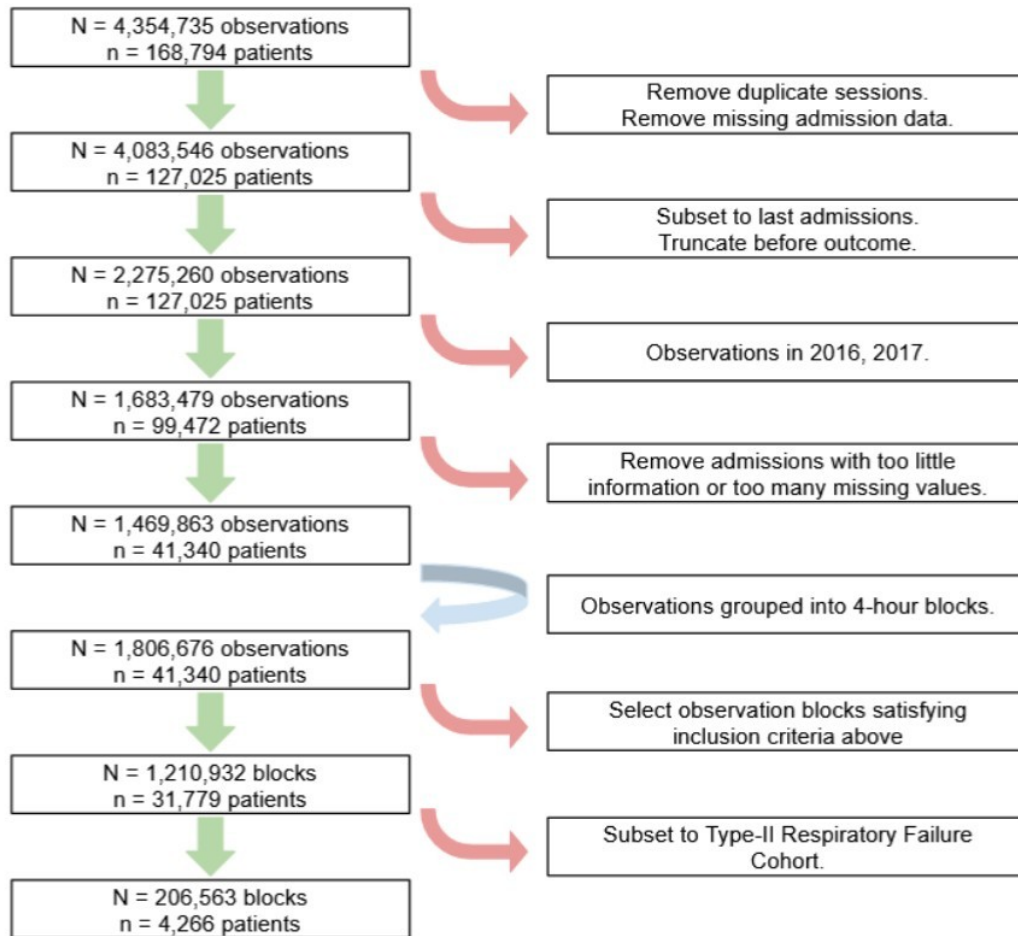 N = 4,354,735 observations
n = 168,794 patients
Remove duplicate sessions.
Remove missing admission data.
N = 4,083,546 observations
n = 127,025 patients
Subset to last admissions.
Truncate before outcome.
N = 2,275,260 observations
n = 127,025 patients
Observations in 2016, 2017.
N = 1,683,479 observations
n = 99,472 patients
Remove admissions with too little
information or too many missing values.
N = 1,469,863 observations
n = 41,340 patients
Observations grouped into 4-hour blocks.
N = 1,806,676 observations
n = 41,340 patients
Select observation blocks satisfying
inclusion criteria above
N = 1,210,932 blocks
n = 31,779 patients
Subset to Type-II Respiratory Failure
Cohort.
N = 206,563 blocks
n = 4,266 patients